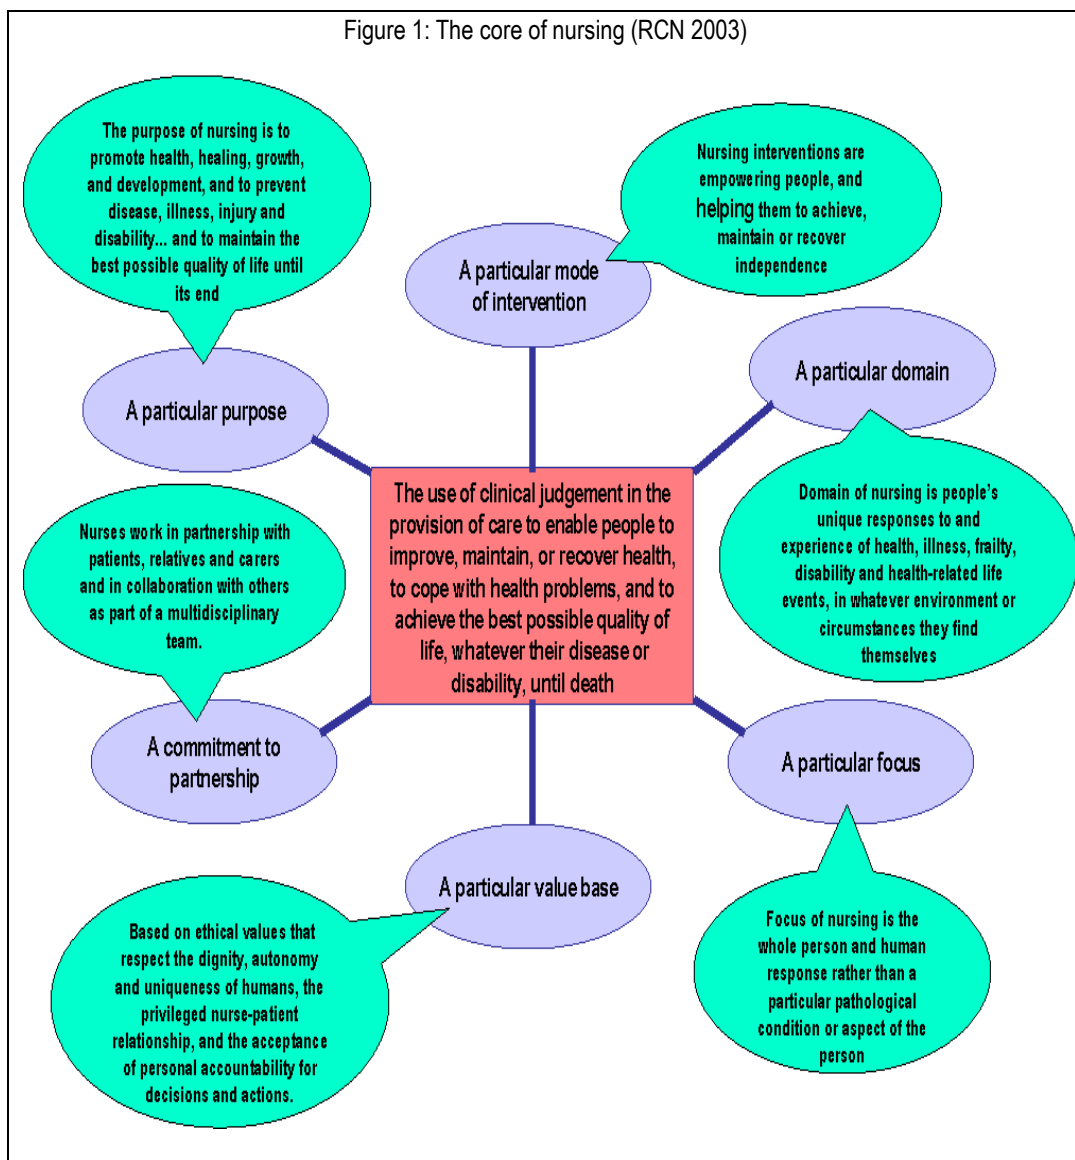 Figure 1: The core of nursing (RCN 2003)
The purpose of nursing is to
promote health, healing, growth,
and development, and to prevent
disease, illness, injury and
disability... and to maintain the
best possible quality of life until
its end
A particular purpose
Nursing interventions are
empowering people, and
helping them to achieve,
maintain or recover
independence
A particular mode
of intervention
A particular domain
Domain of nursing is people's
unique responses to and
experience of health, illness, frailty,
disability and health-related life
events, in whatever environment or
circumstances they find
themselves
The use of clinical judgement in the
provision of care to enable people to
improve, maintain, or recover health,
to cope with health problems, and to
achieve the best possible quality of
life, whatever their disease or
disability, until death
Nurses work in partnership with
patients, relatives and carers
and in collaboration with others
as part of a multidisciplinary
team.
A commitment to
partnership
A particular focus
Focus of nursing is the
whole person and human
response rather than a
particular pathological
condition or aspect of the
person
A particular value base
Based on ethical values that
respect the dignity, autonomy
and uniqueness of humans, the
privileged nurse-patient
relationship, and the acceptance
of personal accountability for
decisions and actions.